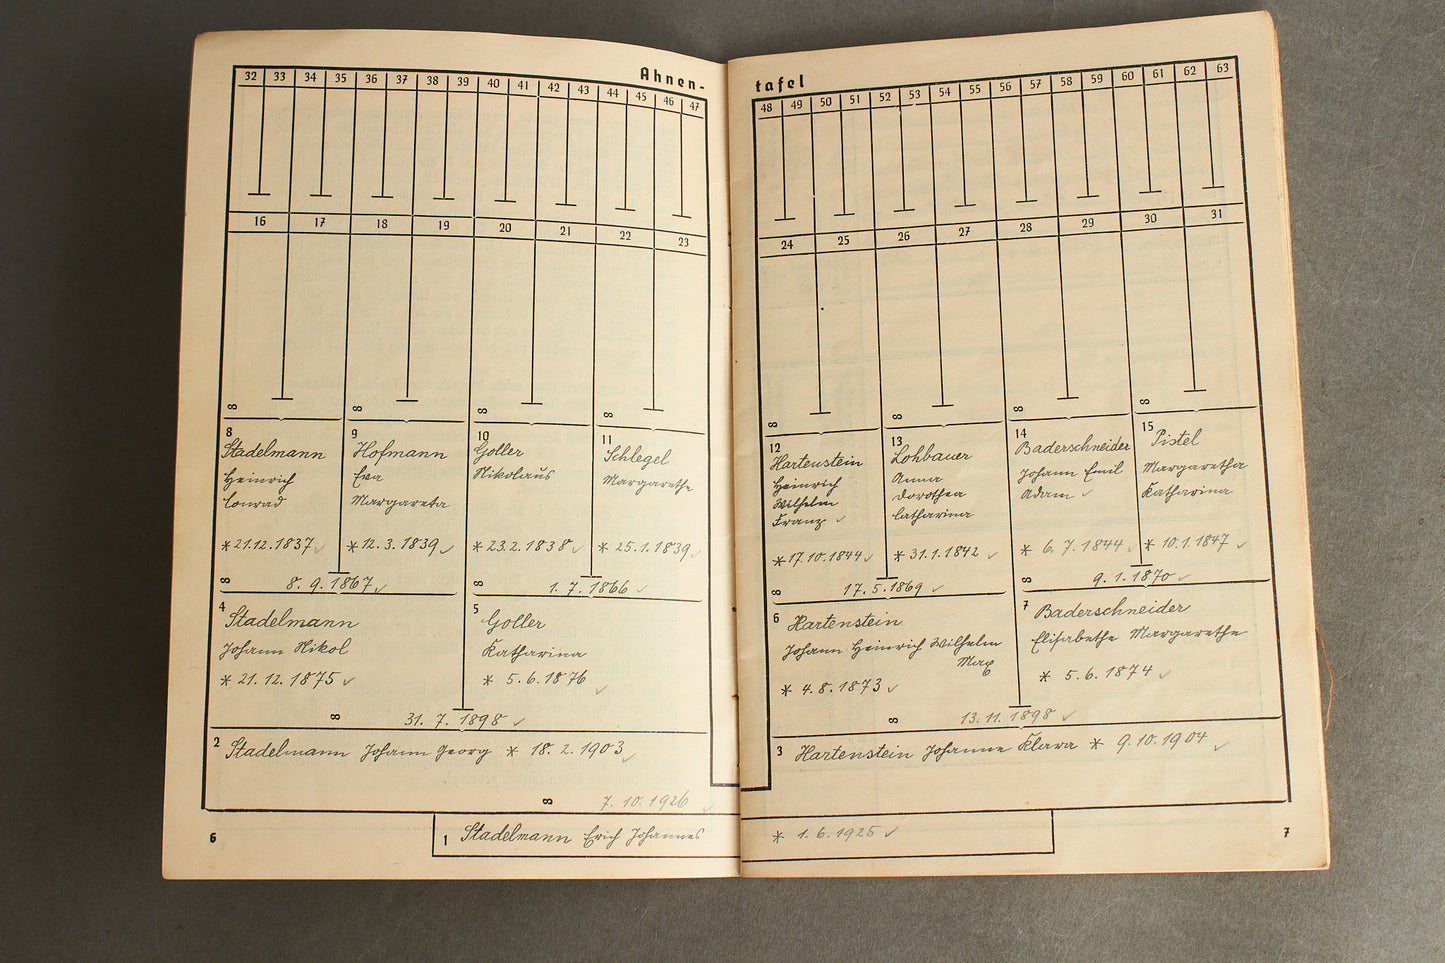 Ahnen-
32 33 34 35 36 37 38 39 40 41 42 43 44 45 46 47
16 17 18 19 20 21 22 23
∞ ∞ ∞ ∞
8
Stadelmann
Heinrich
Conrad
* 21.12.1837 ✓
9
Hofmann
Eva
Margareta
* 12. 3. 1839 ✓
10
Goller
Nikolaus
* 23.2. 1838 ✓
11
Schlegel
Margarethe
* 25.1.1839 ✓
∞ 8. 9. 1867 ✓
∞ 1. 7. 1866 ✓
4
Stadelmann
Johann Nikol
* 21. 12. 1875 ✓
5
Goller
Katharina
* 5. 6. 1876 ✓
∞ 31. 7. 1898 ✓
2 Stadelmann Johann Georg * 18. 2. 1903 ✓
∞ 7. 10. 1926 ✓
6
tafel
48 49 50 51 52 53 54 55 56 57 58 59 60 61 62 63
24 25 26 27 28 29 30 31
∞ ∞ ∞ ∞
12
Hartenstein
Heinrich
Wilhelm
Franz ✓
* 17.10.1844 ✓
13
Lohbauer
Anna
Dorothea
Catharina
* 31.1.1842 ✓
14
Baderschneider
Johann Emil
Adam ✓
* 6. 7. 1844 ✓
15
Pistel
Margaretha
Katharina
* 10.1.1847 ✓
∞ 17. 5. 1869 ✓
∞ 9. 1. 1870 ✓
6
Hartenstein
Johann Heinrich Wilhelm
Max
* 4. 8. 1873 ✓
7
Baderschneider
Elisabethe Margarethe
* 5. 6. 1874 ✓
∞ 13. 11. 1898 ✓
3 Hartenstein Johanne Klara * 9. 10. 1904 ✓
1 Stadelmann Erich Johannes * 1. 6. 1925 ✓
7